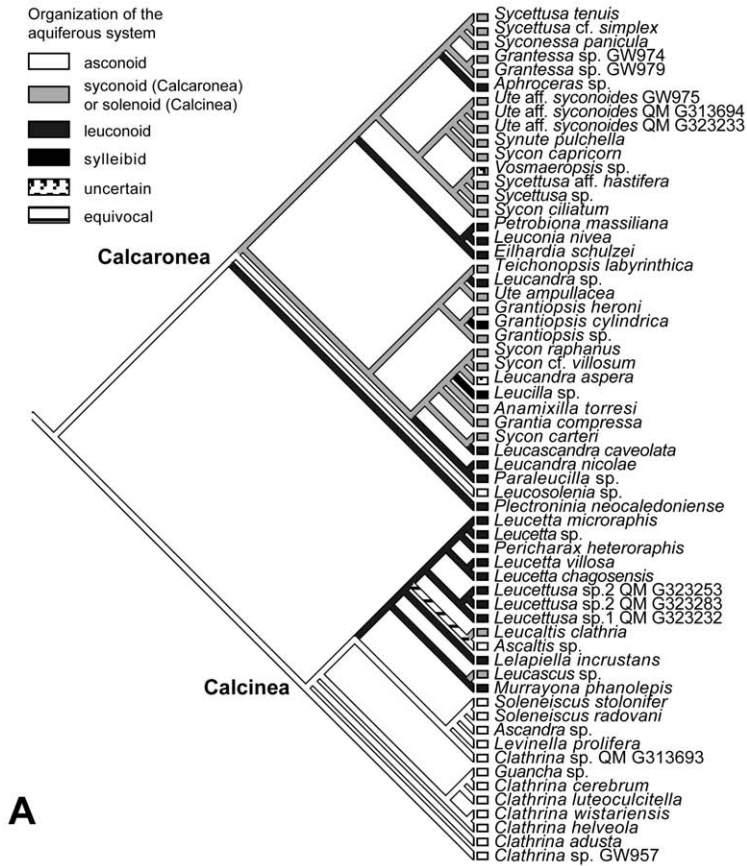 Organization of the
aquiferous system
asconoid
syconoid (Calcaronea)
or solenoid (Calcinea)
leuconoid
sylleibid
uncertain
equivocal
Calcaronea
Calcinea
A
Sycettusa tenuis
Sycettusa cf. simplex
Syconessa panicula
Grantessa sp. GW974
Grantessa sp. GW979
Aphroceras sp.
Ute aff. syconoides GW975
Ute aff. syconoides QM G313694
Ute aff. syconoides QM G323233
Synute pulchella
Sycon capricorn
Vosmaeropsis sp.
Sycettusa aff. hastifera
Sycettusa sp.
Sycon ciliatum
Petrobiona massiliana
Leuconia nivea
Eilhardia schulzei
Teichonopsis labyrinthica
Leucandra sp.
Ute ampullacea
Grantiopsis heroni
Grantiopsis cylindrica
Grantiopsis sp.
Sycon raphanus
Sycon cf. villosum
Leucandra aspera
Leucilla sp.
Anamixilla torresi
Grantia compressa
Sycon carteri
Leucascandra caveolata
Leucandra nicolae
Paraleucilla sp.
Leucosolenia sp.
Plectroninia neocaledoniense
Leucetta microraphis
Leucetta sp.
Pericharax heteroraphis
Leucetta villosa
Leucetta chagosensis
Leucettusa sp.2 QM G323253
Leucettusa sp.2 QM G323283
Leucettusa sp.1 QM G323232
Leucaltis clathria
Ascaltis sp.
Lelapiella incrustans
Leucascus sp.
Murrayona phanolepis
Soleneiscus stolonifer
Soleneiscus radovani
Ascandra sp.
Levinella prolifera
Clathrina sp. QM G313693
Guancha sp.
Clathrina cerebrum
Clathrina luteoculcitella
Clathrina wistariensis
Clathrina helveola
Clathrina adusta
Clathrina sp. GW957